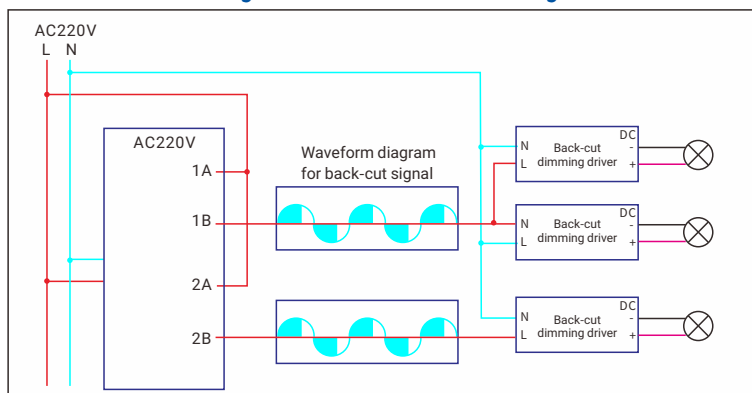 AC220V
L N
AC220V
1A
1B
2A
2B
Waveform diagram
for back-cut signal
N
L
Back-cut
dimming driver
DC
-
+
N
L
Back-cut
dimming driver
DC
-
+
N
L
Back-cut
dimming driver
DC
-
+